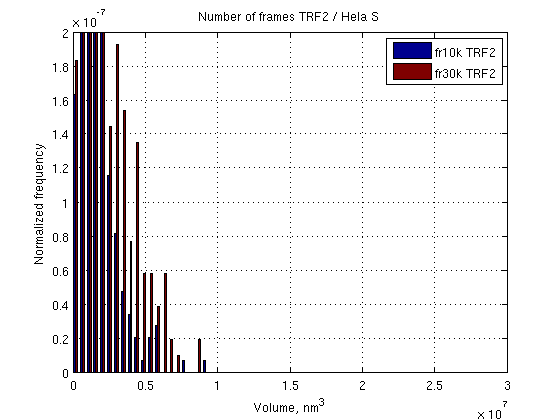 Number of frames TRF2 / Hela S
x 10^-7
2
1.8
1.6
1.4
1.2
1
0.8
0.6
0.4
0.2
0
Normalized frequency
fr10k TRF2
fr30k TRF2
0 0.5 1 1.5 2 2.5 3
Volume, nm^3
x 10^7